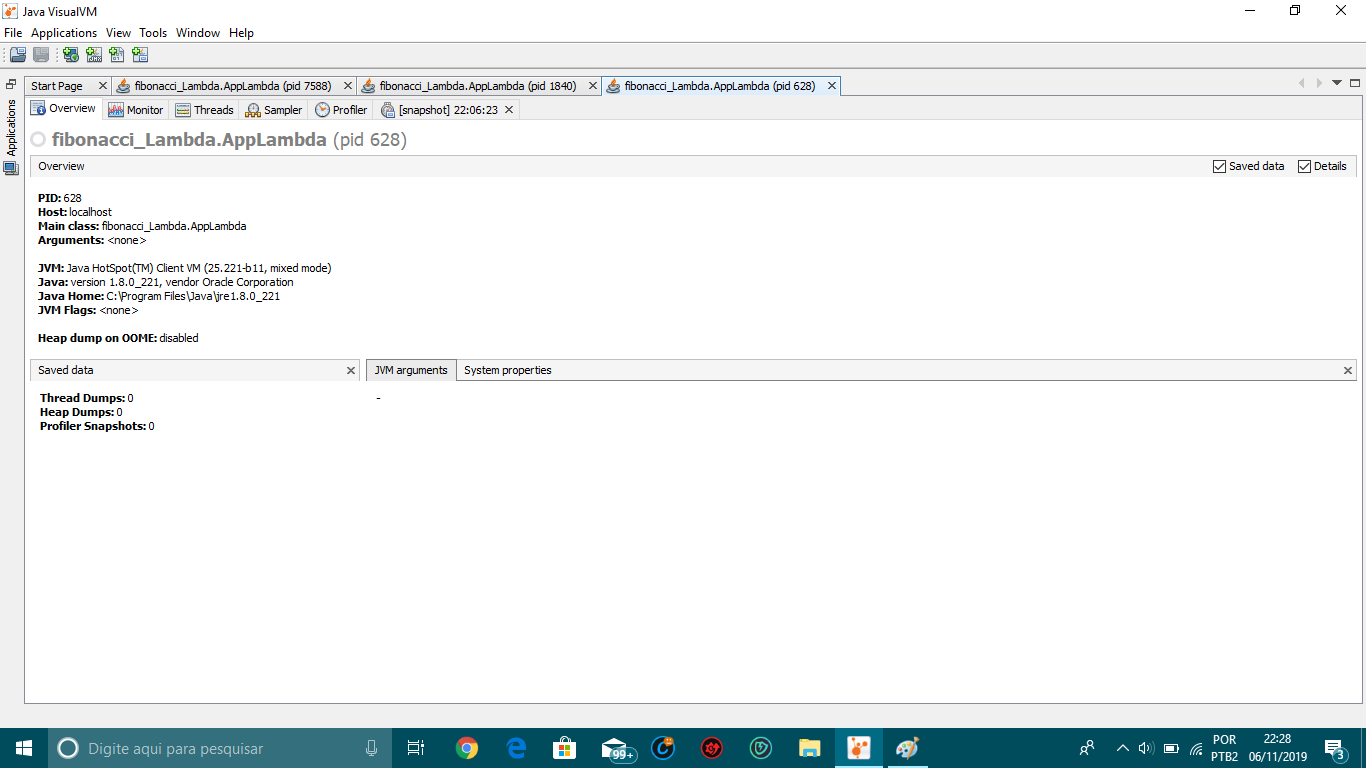 Java VisualVM
File Applications View Tools Window Help
Start Page fibonacci_Lambda.AppLambda (pid 7588) fibonacci_Lambda.AppLambda (pid 1840) fibonacci_Lambda.AppLambda (pid 628)
Applications
Overview Monitor Threads Sampler Profiler [snapshot] 22:06:23
fibonacci_Lambda.AppLambda (pid 628)
Overview Saved data Details
PID: 628
Host: localhost
Main class: fibonacci_Lambda.AppLambda
Arguments: <none>
JVM: Java HotSpot(TM) Client VM (25.221-b11, mixed mode)
Java: version 1.8.0_221, vendor Oracle Corporation
Java Home: C:\Program Files\Java\jre1.8.0_221
JVM Flags: <none>
Heap dump on OOME: disabled
Saved data JVM arguments System properties
Thread Dumps: 0 -
Heap Dumps: 0
Profiler Snapshots: 0
Digite aqui para pesquisar 99+ POR 22:28
PTB2 06/11/2019 3